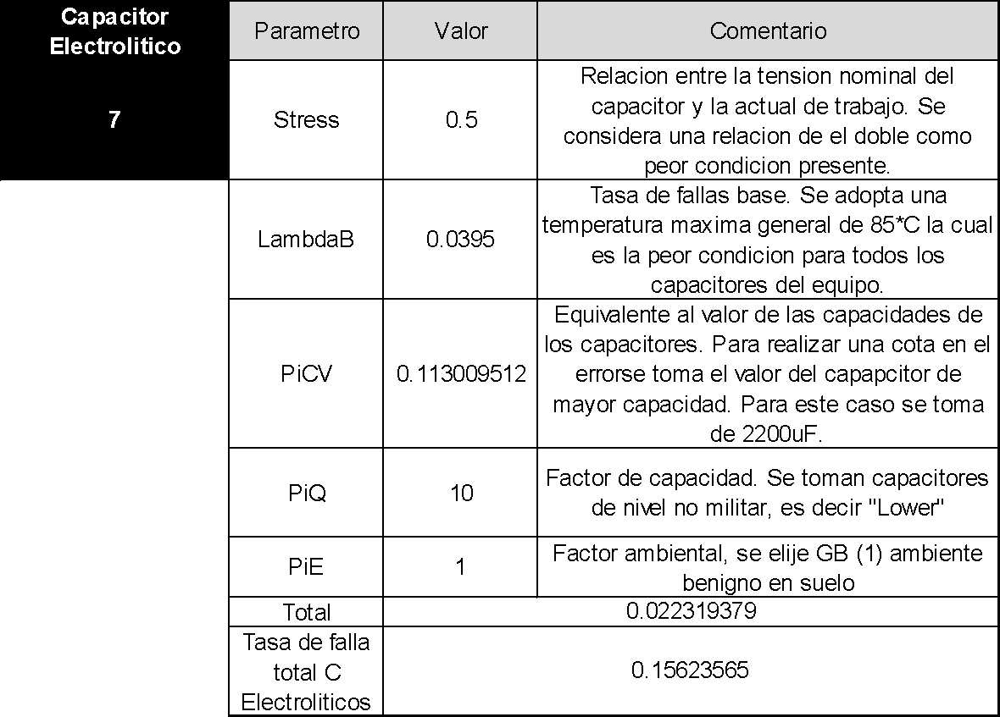 Capacitor
Electrolitico
7
Parametro
Valor
Comentario
Stress
0.5
Relacion entre la tension nominal del
capacitor y la actual de trabajo. Se
considera una relacion de el doble como
peor condicion presente.
LambdaB
0.0395
Tasa de fallas base. Se adopta una
temperatura maxima general de 85*C la cual
es la peor condicion para todos los
capacitores del equipo.
PiCV
0.113009512
Equivalente al valor de las capacidades de
los capacitores. Para realizar una cota en el
errorse toma el valor del capapcitor de
mayor capacidad. Para este caso se toma
de 2200uF.
PiQ
10
Factor de capacidad. Se toman capacitores
de nivel no militar, es decir "Lower"
PiE
1
Factor ambiental, se elije GB (1) ambiente
benigno en suelo
Total
0.022319379
Tasa de falla
total C
Electroliticos
0.15623565